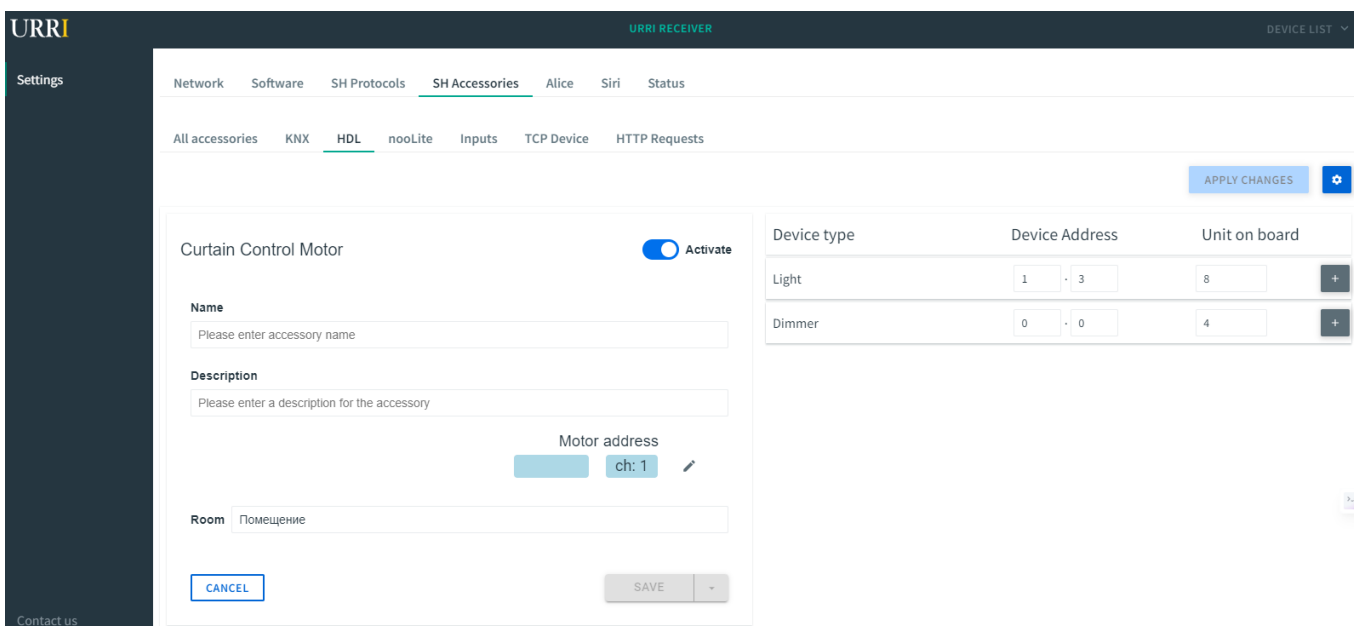 URRI
URRI RECEIVER
DEVICE LIST
Settings
Network Software SH Protocols SH Accessories Alice Siri Status
All accessories KNX HDL nooLite Inputs TCP Device HTTP Requests
APPLY CHANGES
Curtain Control Motor
Activate
Name
Please enter accessory name
Description
Please enter a description for the accessory
Motor address
ch: 1
Room Помещение
CANCEL
SAVE
Device type Device Address Unit on board
Light 1 · 3 8 +
Dimmer 0 · 0 4 +
Contact us